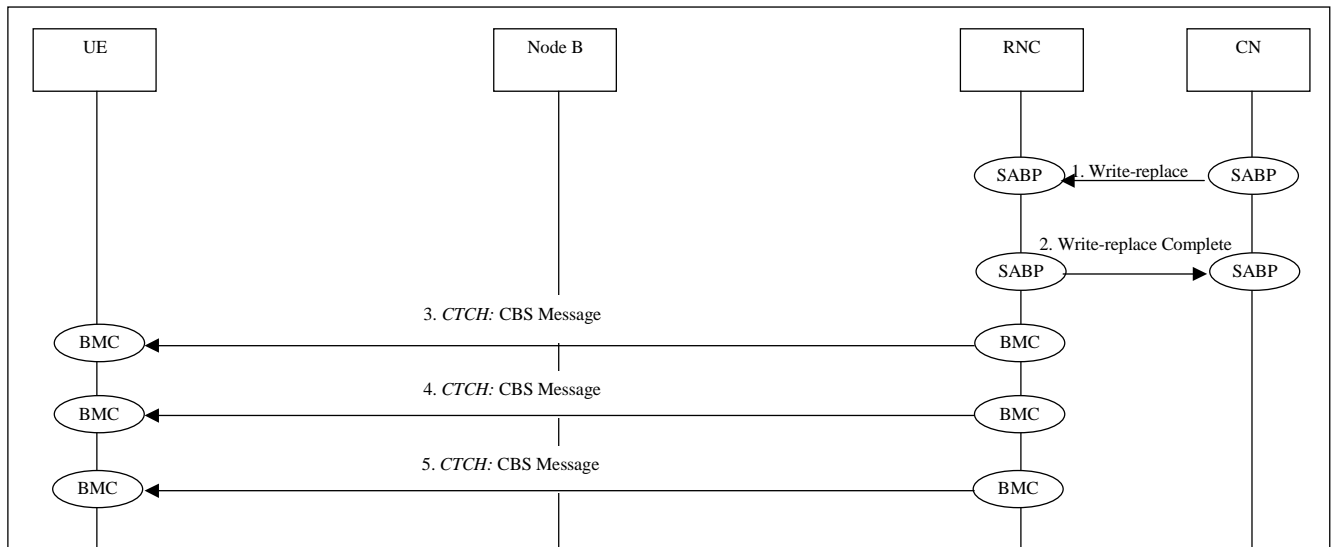 UE
Node B
RNC
CN
SABP
1. Write-replace
SABP
2. Write-replace Complete
SABP
SABP
3. CTCH: CBS Message
BMC
BMC
4. CTCH: CBS Message
BMC
BMC
5. CTCH: CBS Message
BMC
BMC